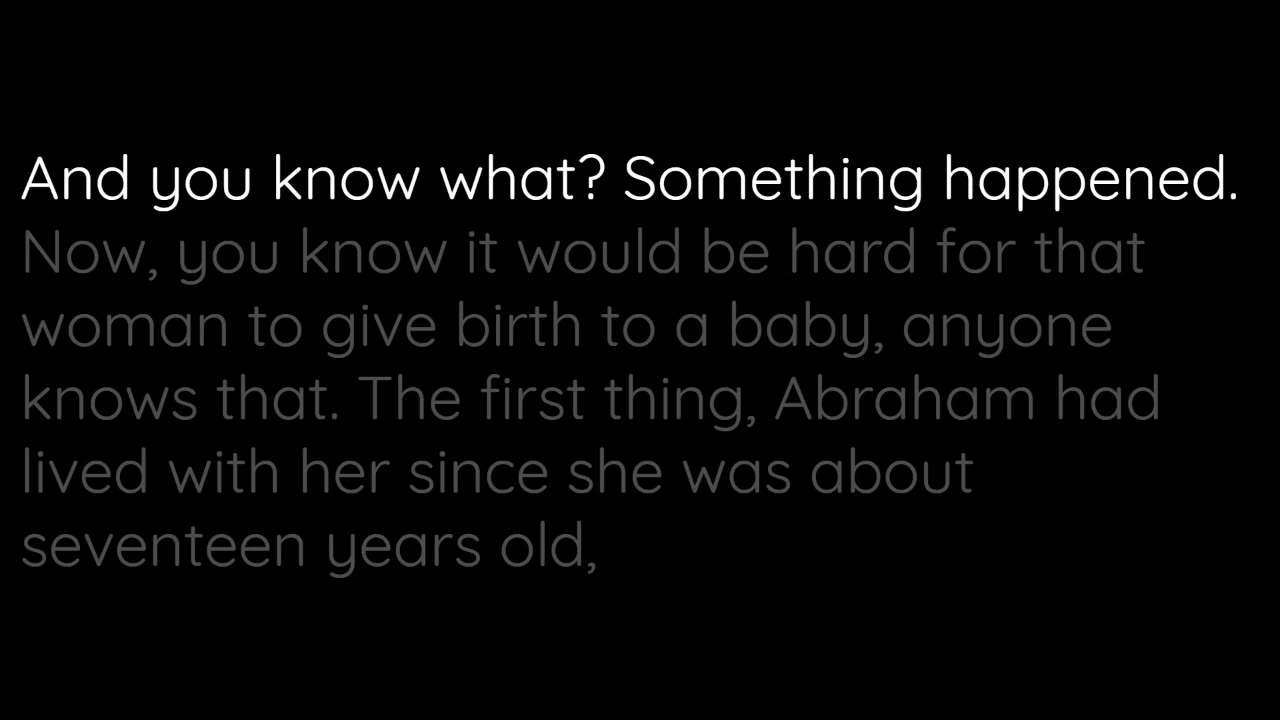 And you know what? Something happened.
Now, you know it would be hard for that
woman to give birth to a baby, anyone
knows that. The first thing, Abraham had
lived with her since she was about
seventeen years old,